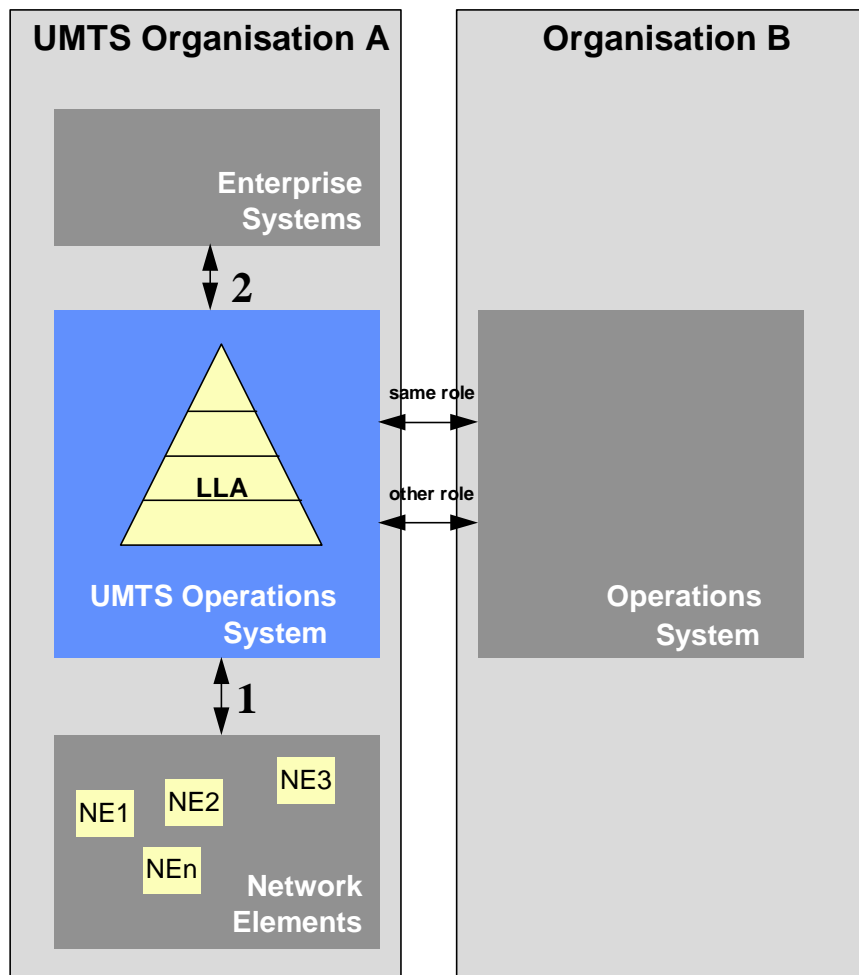 UMTS Organisation A
Organisation B
Enterprise
Systems
2
same role
LLA
other role
UMTS Operations
System
Operations
System
1
NE3
NE2
NE1
NEn
Network
Elements